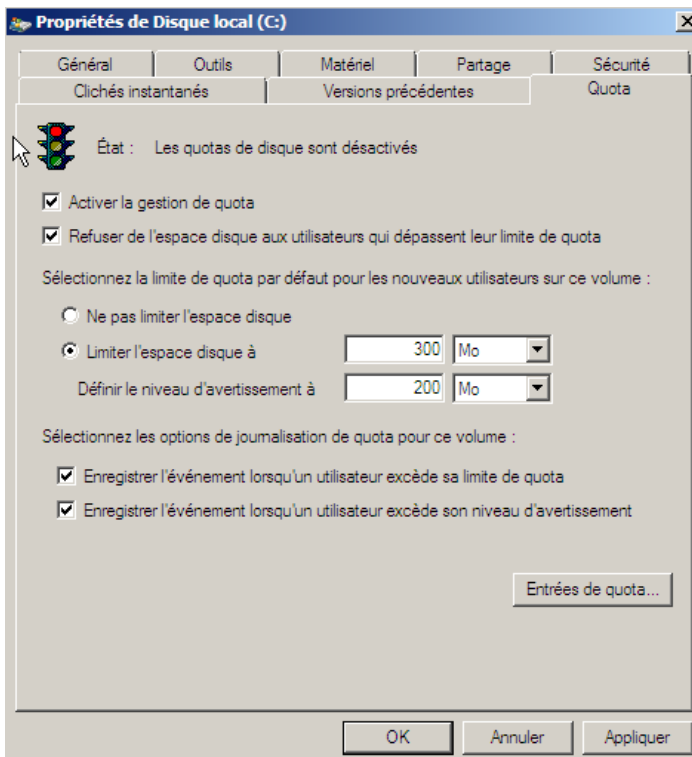 Propriétés de Disque local (C:)
Général Outils Matériel Partage Sécurité
Clichés instantanés Versions précédentes Quota
État : Les quotas de disque sont désactivés
Activer la gestion de quota
Refuser de l'espace disque aux utilisateurs qui dépassent leur limite de quota
Sélectionnez la limite de quota par défaut pour les nouveaux utilisateurs sur ce volume :
Ne pas limiter l'espace disque
Limiter l'espace disque à 300 Mo
Définir le niveau d'avertissement à 200 Mo
Sélectionnez les options de journalisation de quota pour ce volume :
Enregistrer l'événement lorsqu'un utilisateur excède sa limite de quota
Enregistrer l'événement lorsqu'un utilisateur excède son niveau d'avertissement
Entrées de quota...
OK Annuler Appliquer